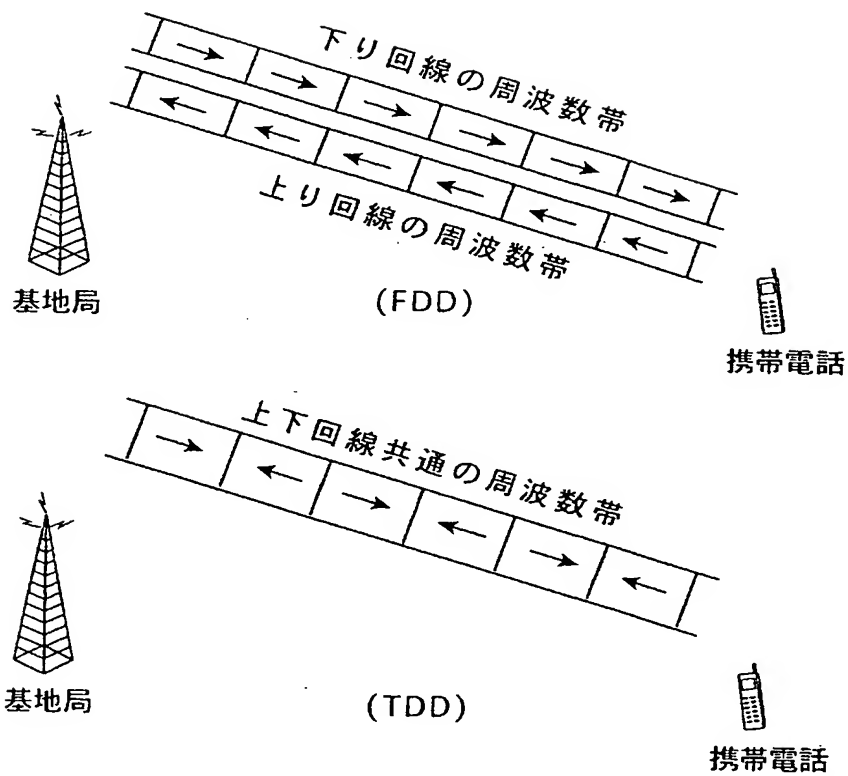 下り回線の周波数帯
上り回線の周波数帯
基地局
(FDD)
携帯電話
上下回線共通の周波数帯
基地局
(TDD)
携帯電話